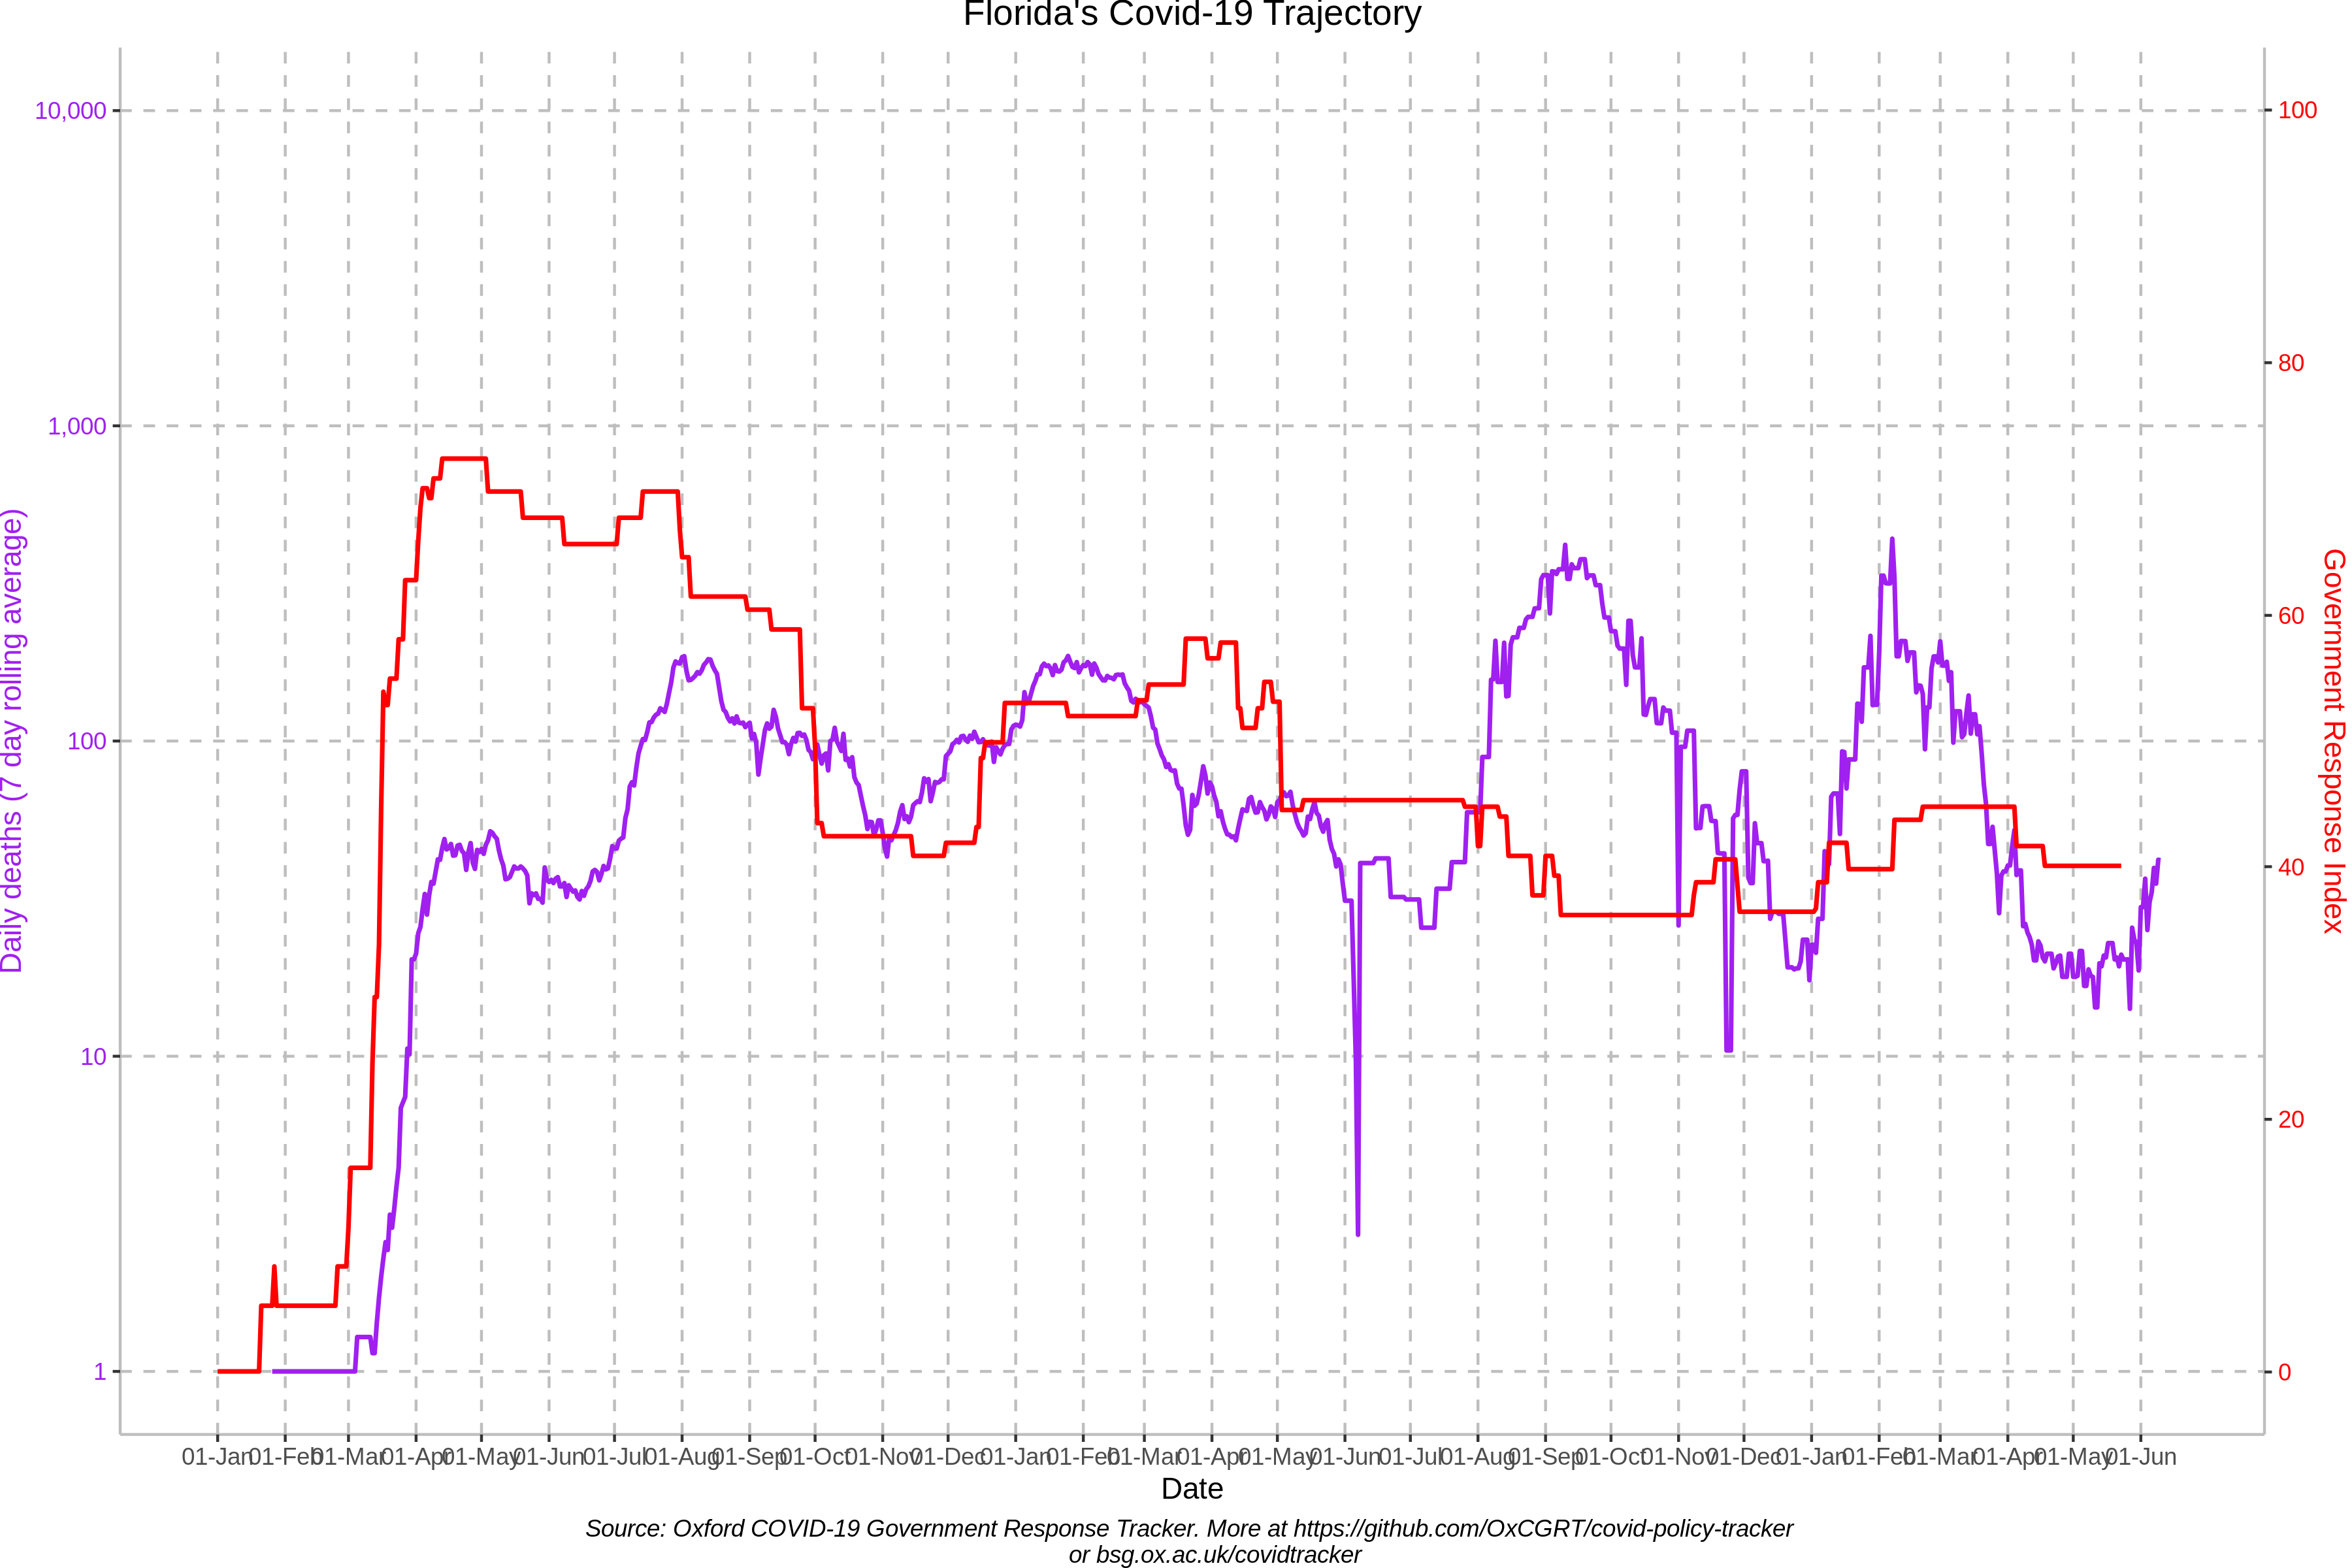 Florida's Covid-19 Trajectory
10,000
1,000
100
10
1
Daily deaths (7 day rolling average)
100
80
60
40
20
0
Government Response Index
01-Jan 01-Feb 01-Mar 01-Apr 01-May 01-Jun 01-Jul 01-Aug 01-Sep 01-Oct 01-Nov 01-Dec 01-Jan 01-Feb 01-Mar 01-Apr 01-May 01-Jun 01-Jul 01-Aug 01-Sep 01-Oct 01-Nov 01-Dec 01-Jan 01-Feb 01-Mar 01-Apr 01-May 01-Jun
Date
Source: Oxford COVID-19 Government Response Tracker. More at https://github.com/OxCGRT/covid-policy-tracker
or bsg.ox.ac.uk/covidtracker